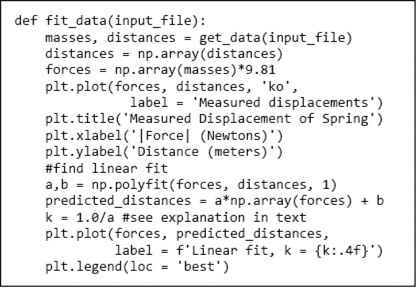 def fit_data(input_file):
    masses, distances = get_data(input_file)
    distances = np.array(distances)
    forces = np.array(masses)*9.81
    plt.plot(forces, distances, 'ko',
             label = 'Measured displacements')
    plt.title('Measured Displacement of Spring')
    plt.xlabel('|Force| (Newtons)')
    plt.ylabel('Distance (meters)')
    #find linear fit
    a,b = np.polyfit(forces, distances, 1)
    predicted_distances = a*np.array(forces) + b
    k = 1.0/a #see explanation in text
    plt.plot(forces, predicted_distances,
             label = f'Linear fit, k = {k:.4f}')
    plt.legend(loc = 'best')